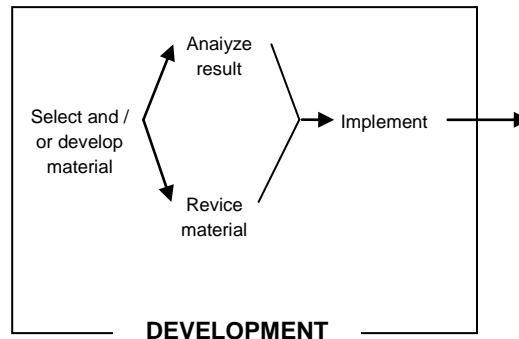 Anaiyze
result
Select and /
or develop
material
Implement
Revice
material
DEVELOPMENT